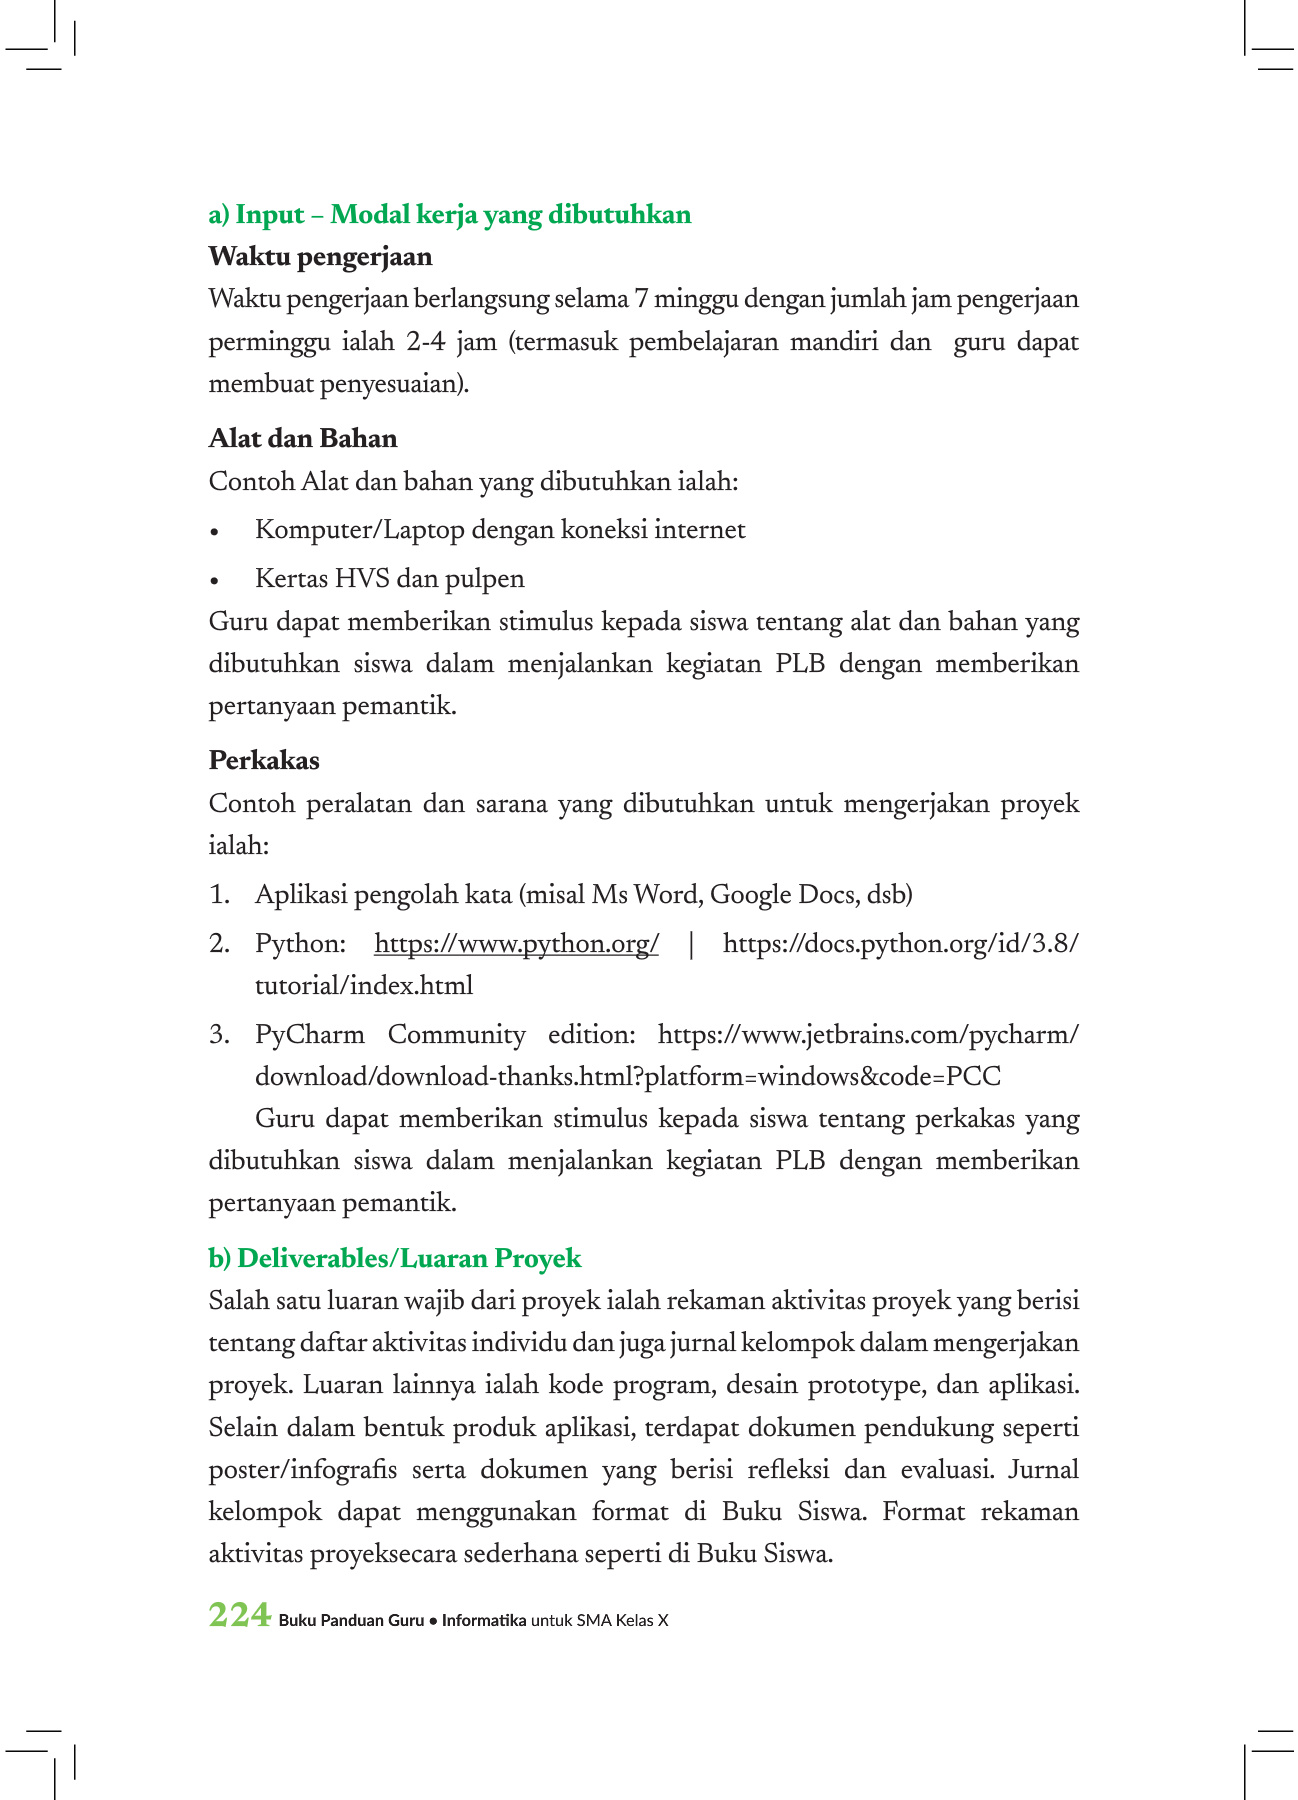 a) Input – Modal kerja yang dibutuhkan
Waktu pengerjaan
Waktu pengerjaan berlangsung selama 7 minggu dengan jumlah jam pengerjaan
perminggu ialah 2-4 jam (termasuk pembelajaran mandiri dan  guru dapat
membuat penyesuaian).
Alat dan Bahan
Contoh Alat dan bahan yang dibutuhkan ialah:
• Komputer/Laptop dengan koneksi internet
• Kertas HVS dan pulpen
Guru dapat memberikan stimulus kepada siswa tentang alat dan bahan yang
dibutuhkan siswa dalam menjalankan kegiatan PLB dengan memberikan
pertanyaan pemantik.
Perkakas
Contoh peralatan dan sarana yang dibutuhkan untuk mengerjakan proyek
ialah:
1. Aplikasi pengolah kata (misal Ms Word, Google Docs, dsb)
2. Python: https://www.python.org/ | https://docs.python.org/id/3.8/
tutorial/index.html
3. PyCharm Community edition: https://www.jetbrains.com/pycharm/
download/download-thanks.html?platform=windows&code=PCC
Guru dapat memberikan stimulus kepada siswa tentang perkakas yang
dibutuhkan siswa dalam menjalankan kegiatan PLB dengan memberikan
pertanyaan pemantik.
b) Deliverables/Luaran Proyek
Salah satu luaran wajib dari proyek ialah rekaman aktivitas proyek yang berisi
tentang daftar aktivitas individu dan juga jurnal kelompok dalam mengerjakan
proyek. Luaran lainnya ialah kode program, desain prototype, dan aplikasi.
Selain dalam bentuk produk aplikasi, terdapat dokumen pendukung seperti
poster/infografis serta dokumen yang berisi refleksi dan evaluasi. Jurnal
kelompok dapat menggunakan format di Buku Siswa. Format rekaman
aktivitas proyeksecara sederhana seperti di Buku Siswa.
224 Buku Panduan Guru • Informatika untuk SMA Kelas X